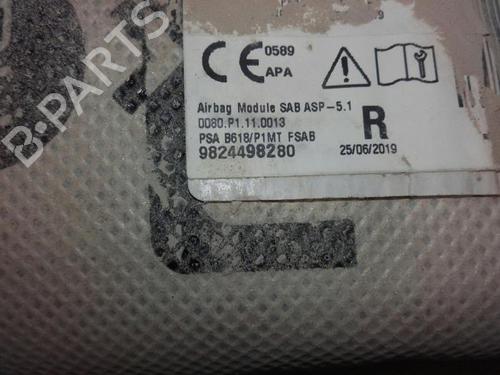 9
CE 0589
APA
Airbag Module SAB ASP-5.1
0080.P1.11.0013
PSA B618/P1MT FSAB
9824498280
R
25/06/2019
B-PARTS